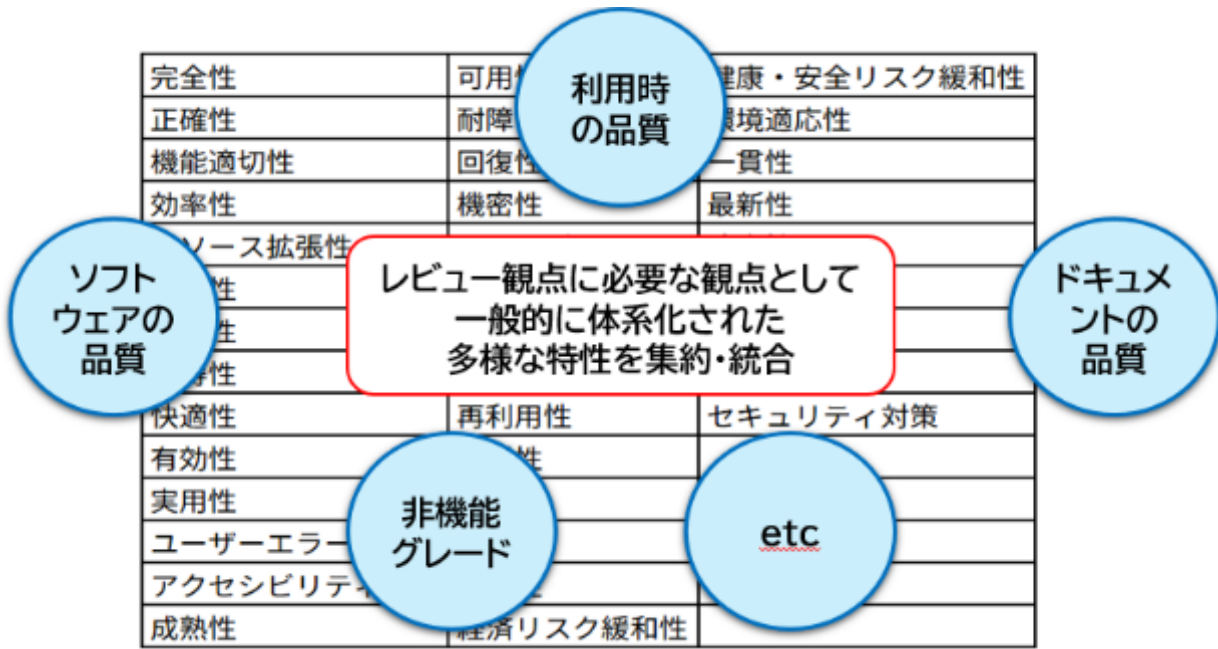 完全性
可用
健康・安全リスク緩和性
正確性
耐障
環境適応性
機能適切性
回復性
一貫性
効率性
機密性
最新性
ソース拡張性
性
性
性
快適性
再利用性
セキュリティ対策
有効性
性
実用性
ユーザーエラー
アクセシビリティ
成熟性
経済リスク緩和性
利用時
の品質
ソフト
ウェアの
品質
レビュー観点に必要な観点として
一般的に体系化された
多様な特性を集約・統合
ドキュメ
ントの
品質
非機能
グレード
etc